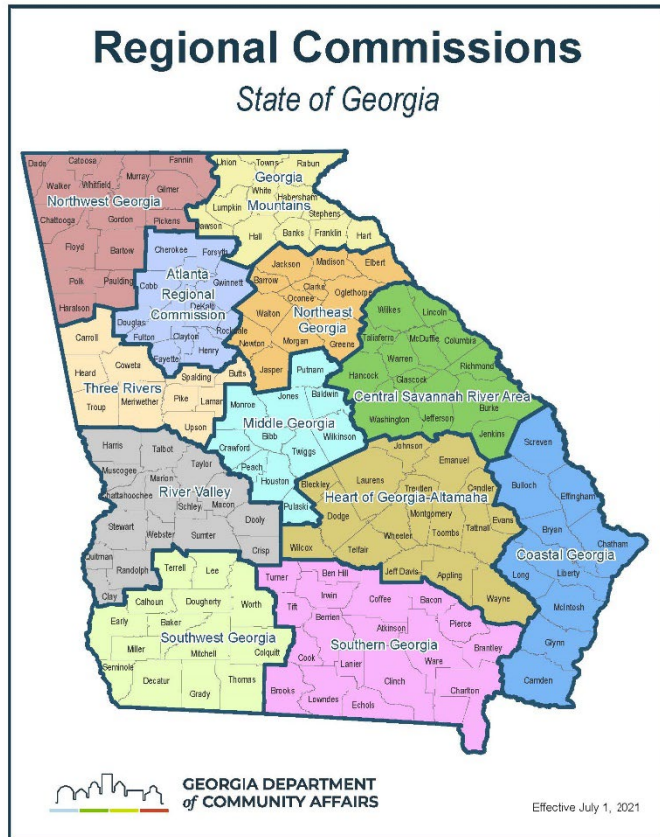 Regional Commissions
State of Georgia
Dade
Catoosa
Fannin
Walker
Whitfield
Murray
Gilmer
Northwest Georgia
Chattooga
Gordon
Pickens
Floyd
Bartow
Polk
Paulding
Haralson
Union
Towns
Rabun
Georgia
Mountains
White
Habersham
Lumpkin
Stephens
Dawson
Hall
Banks
Franklin
Hart
Cherokee
Forsyth
Atlanta
Regional
Commission
Cobb
Gwinnett
DeKalb
Douglas
Fulton
Clayton
Rockdale
Fayette
Henry
Jackson
Madison
Elbert
Barrow
Clarke
Oconee
Oglethorpe
Walton
Northeast
Georgia
Newton
Morgan
Greene
Jasper
Carroll
Heard
Coweta
Spalding
Butts
Three Rivers
Troup
Meriwether
Pike
Lamar
Upson
Wilkes
Lincoln
Taliaferro
McDuffie
Columbia
Warren
Richmond
Hancock
Glascock
Central Savannah River Area
Washington
Jefferson
Burke
Jenkins
Putnam
Monroe
Jones
Baldwin
Middle Georgia
Bibb
Wilkinson
Crawford
Twiggs
Peach
Houston
Pulaski
Harris
Talbot
Muscogee
Taylor
Chattahoochee
Marion
River Valley
Schley
Macon
Stewart
Webster
Sumter
Dooly
Quitman
Randolph
Crisp
Clay
Johnson
Emanuel
Bleckley
Laurens
Treutlen
Candler
Heart of Georgia-Altamaha
Dodge
Montgomery
Evans
Wheeler
Toombs
Tattnall
Wilcox
Telfair
Jeff Davis
Appling
Wayne
Screven
Bulloch
Effingham
Bryan
Chatham
Coastal Georgia
Long
Liberty
McIntosh
Glynn
Camden
Terrell
Lee
Calhoun
Dougherty
Worth
Early
Baker
Southwest Georgia
Miller
Mitchell
Colquitt
Seminole
Decatur
Grady
Thomas
Turner
Ben Hill
Irwin
Tift
Coffee
Bacon
Berrien
Atkinson
Pierce
Southern Georgia
Brantley
Cook
Lanier
Ware
Clinch
Charlton
Brooks
Lowndes
Echols
GEORGIA DEPARTMENT
of COMMUNITY AFFAIRS
Effective July 1, 2021